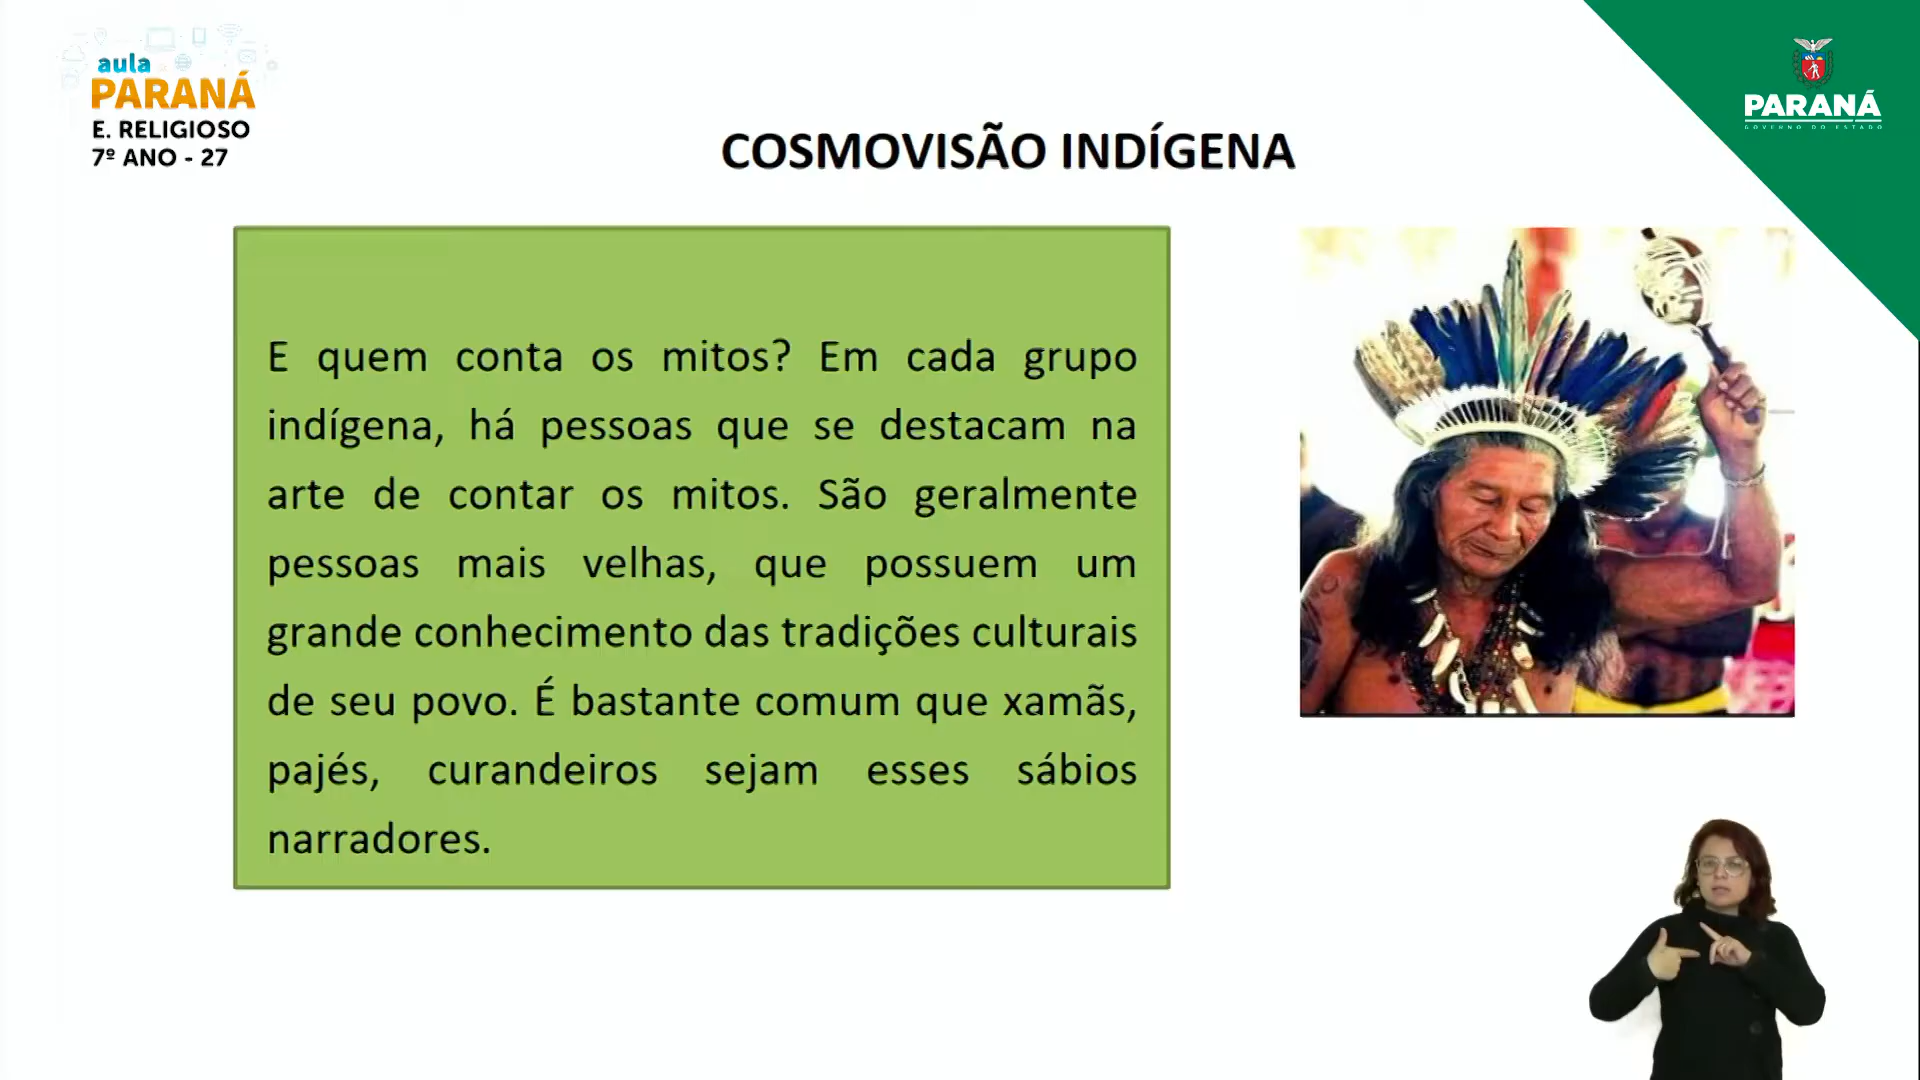 aula
PARANÁ
E. RELIGIOSO
7º ANO - 27
PARANÁ
GOVERNO DO ESTADO
COSMOVISÃO INDÍGENA
E quem conta os mitos? Em cada grupo
indígena, há pessoas que se destacam na
arte de contar os mitos. São geralmente
pessoas mais velhas, que possuem um
grande conhecimento das tradições culturais
de seu povo. É bastante comum que xamãs,
pajés, curandeiros sejam esses sábios
narradores.